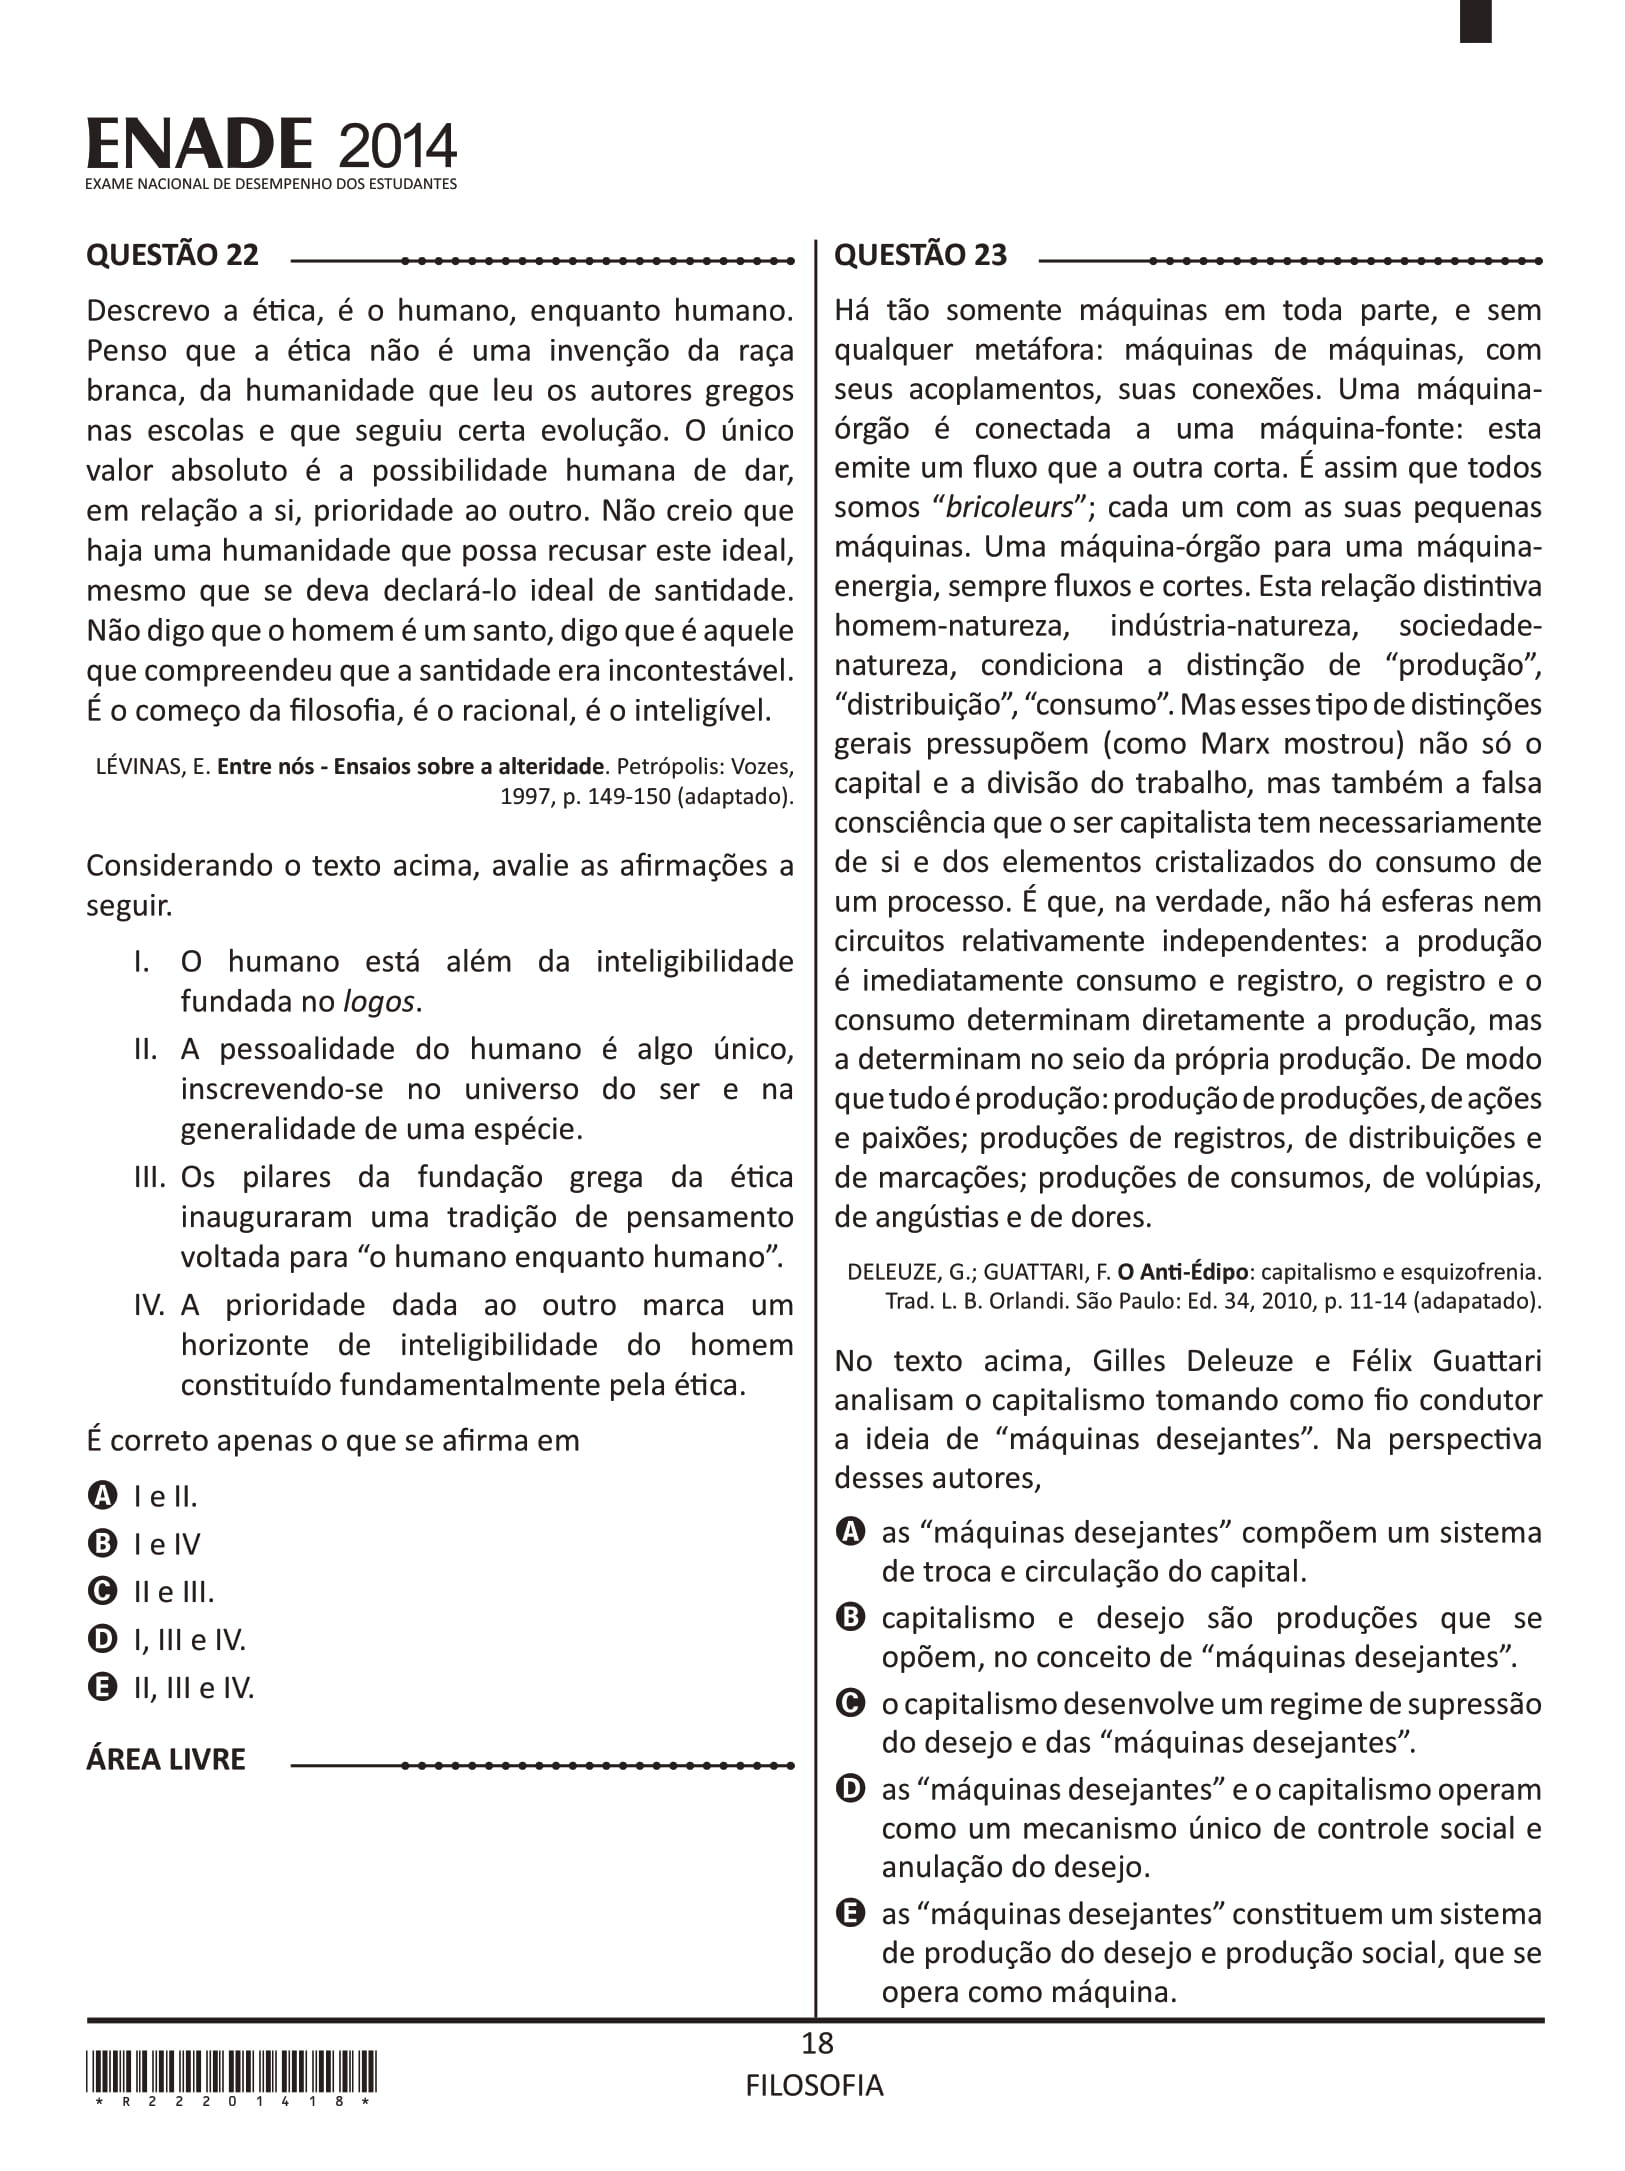 ENADE 2014
EXAME NACIONAL DE DESEMPENHO DOS ESTUDANTES
QUESTÃO 22
Descrevo a ética, é o humano, enquanto humano.
Penso que a ética não é uma invenção da raça
branca, da humanidade que leu os autores gregos
nas escolas e que seguiu certa evolução. O único
valor absoluto é a possibilidade humana de dar,
em relação a si, prioridade ao outro. Não creio que
haja uma humanidade que possa recusar este ideal,
mesmo que se deva declará-lo ideal de santidade.
Não digo que o homem é um santo, digo que é aquele
que compreendeu que a santidade era incontestável.
É o começo da filosofia, é o racional, é o inteligível.
LÉVINAS, E. Entre nós - Ensaios sobre a alteridade. Petrópolis: Vozes,
1997, p. 149-150 (adaptado).
Considerando o texto acima, avalie as afirmações a
seguir.
I. O humano está além da inteligibilidade
fundada no logos.
II. A pessoalidade do humano é algo único,
inscrevendo-se no universo do ser e na
generalidade de uma espécie.
III. Os pilares da fundação grega da ética
inauguraram uma tradição de pensamento
voltada para “o humano enquanto humano”.
IV. A prioridade dada ao outro marca um
horizonte de inteligibilidade do homem
constituído fundamentalmente pela ética.
É correto apenas o que se afirma em
A I e II.
B I e IV
C II e III.
D I, III e IV.
E II, III e IV.
ÁREA LIVRE
QUESTÃO 23
Há tão somente máquinas em toda parte, e sem
qualquer metáfora: máquinas de máquinas, com
seus acoplamentos, suas conexões. Uma máquina-
órgão é conectada a uma máquina-fonte: esta
emite um fluxo que a outra corta. É assim que todos
somos “bricoleurs”; cada um com as suas pequenas
máquinas. Uma máquina-órgão para uma máquina-
energia, sempre fluxos e cortes. Esta relação distintiva
homem-natureza, indústria-natureza, sociedade-
natureza, condiciona a distinção de “produção”,
“distribuição”, “consumo”. Mas esses tipo de distinções
gerais pressupõem (como Marx mostrou) não só o
capital e a divisão do trabalho, mas também a falsa
consciência que o ser capitalista tem necessariamente
de si e dos elementos cristalizados do consumo de
um processo. É que, na verdade, não há esferas nem
circuitos relativamente independentes: a produção
é imediatamente consumo e registro, o registro e o
consumo determinam diretamente a produção, mas
a determinam no seio da própria produção. De modo
que tudo é produção: produção de produções, de ações
e paixões; produções de registros, de distribuições e
de marcações; produções de consumos, de volúpias,
de angústias e de dores.
DELEUZE, G.; GUATTARI, F. O Anti-Édipo: capitalismo e esquizofrenia.
Trad. L. B. Orlandi. São Paulo: Ed. 34, 2010, p. 11-14 (adapatado).
No texto acima, Gilles Deleuze e Félix Guattari
analisam o capitalismo tomando como fio condutor
a ideia de “máquinas desejantes”. Na perspectiva
desses autores,
A as “máquinas desejantes” compõem um sistema
de troca e circulação do capital.
B capitalismo e desejo são produções que se
opõem, no conceito de “máquinas desejantes”.
C o capitalismo desenvolve um regime de supressão
do desejo e das “máquinas desejantes”.
D as “máquinas desejantes” e o capitalismo operam
como um mecanismo único de controle social e
anulação do desejo.
E as “máquinas desejantes” constituem um sistema
de produção do desejo e produção social, que se
opera como máquina.
18
FILOSOFIA
*R22201418*